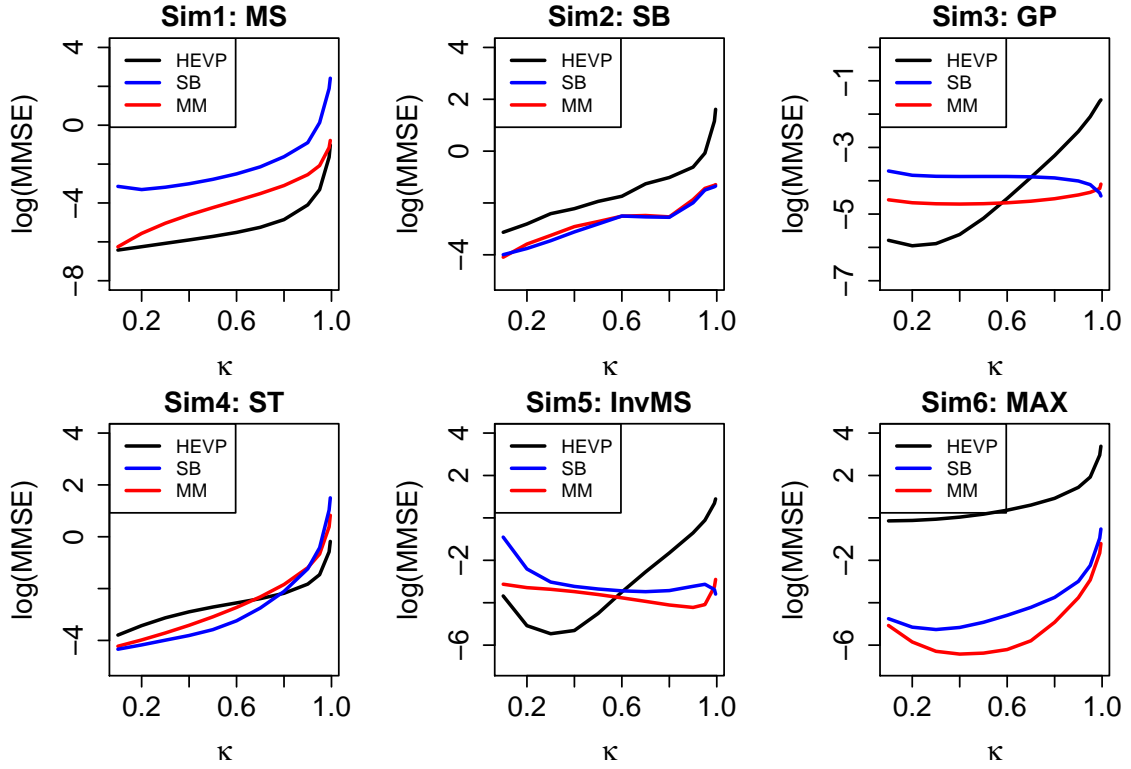 Sim1: MS
log(MMSE)
4
0
−4
−8
HEVP
SB
MM
0.2
0.6
1.0
κ
Sim2: SB
log(MMSE)
4
2
0
−4
HEVP
SB
MM
0.2
0.6
1.0
κ
Sim3: GP
log(MMSE)
−1
−3
−5
−7
HEVP
SB
MM
0.2
0.6
1.0
κ
Sim4: ST
log(MMSE)
4
2
0
−4
HEVP
SB
MM
0.2
0.6
1.0
κ
Sim5: InvMS
log(MMSE)
4
2
−2
−6
HEVP
SB
MM
0.2
0.6
1.0
κ
Sim6: MAX
log(MMSE)
4
2
−2
−6
HEVP
SB
MM
0.2
0.6
1.0
κ